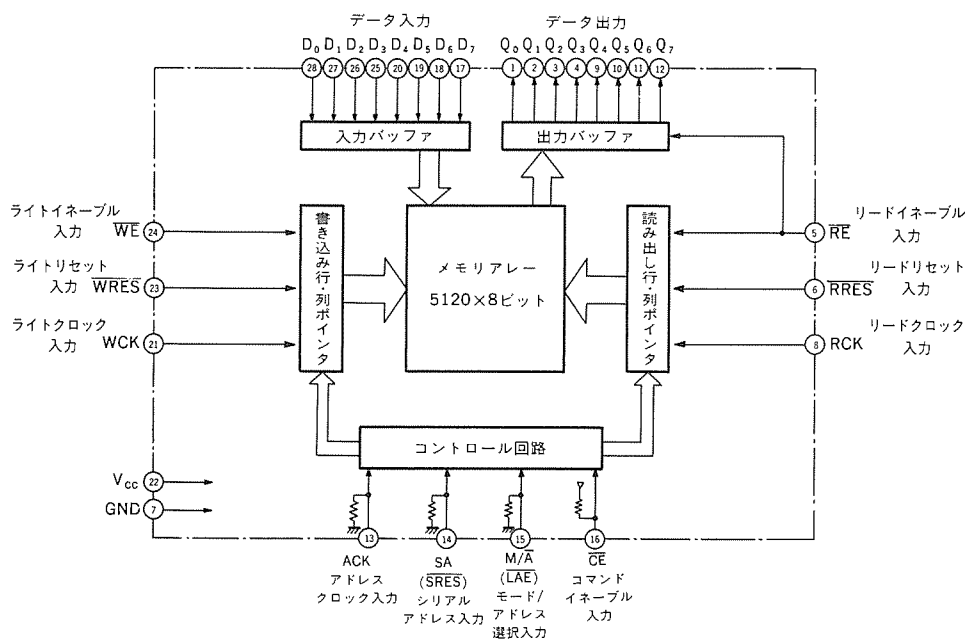 データ入力
データ出力
D₀ D₁ D₂ D₃ D₄ D₅ D₆ D₇
Q₀ Q₁ Q₂ Q₃ Q₄ Q₅ Q₆ Q₇
28 27 26 25 20 19 18 17
1 2 3 4 9 10 11 12
入力バッファ
出力バッファ
ライトイネーブル
入力 W̅E̅ 24
書き込み行・列ポインタ
メモリアレー
5120×8ビット
読み出し行・列ポインタ
リードイネーブル
5 R̅E̅ 入力
ライトリセット
入力 W̅R̅E̅S̅ 23
リードリセット
6 R̅R̅E̅S̅ 入力
ライトクロック
入力 WCK 21
リードクロック
8 RCK 入力
コントロール回路
V_CC 22
GND 7
13 14 15 16
ACK
アドレス
クロック入力
SA
(S̅R̅E̅S̅)
シリアル
アドレス入力
M/A̅
(L̅A̅E̅)
モード/
アドレス
選択入力
C̅E̅
コマンド
イネーブル
入力